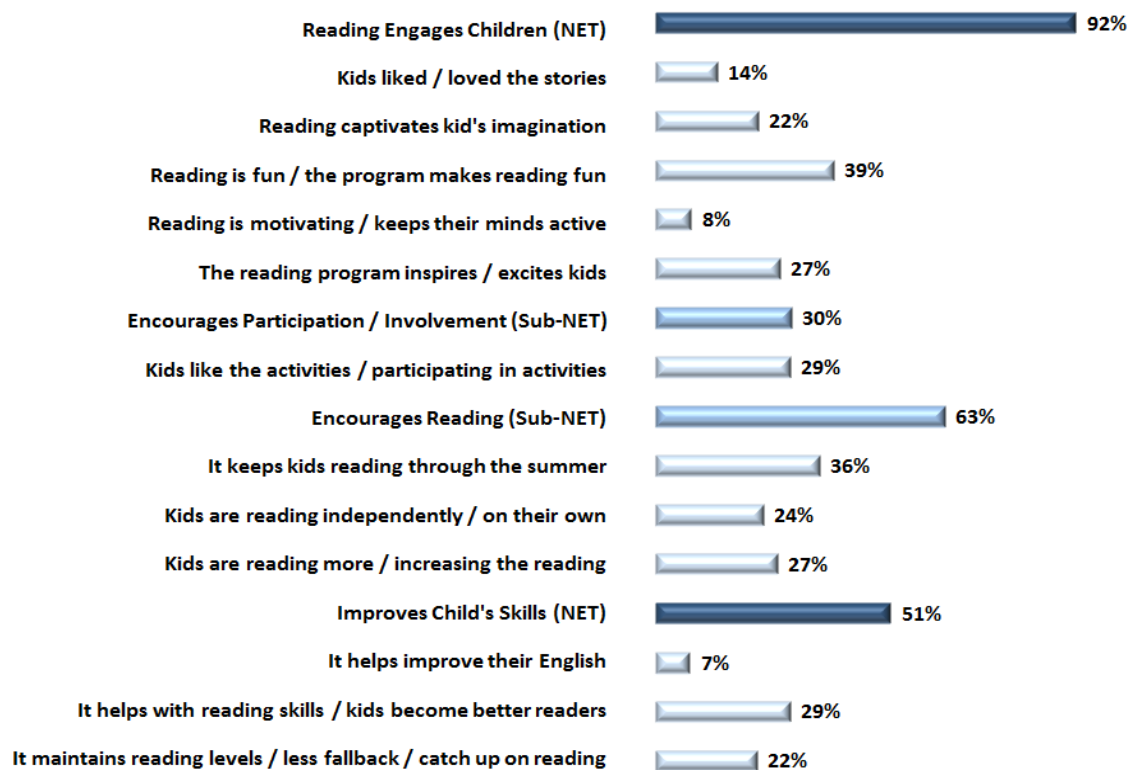 Reading Engages Children (NET) 92%
Kids liked / loved the stories 14%
Reading captivates kid's imagination 22%
Reading is fun / the program makes reading fun 39%
Reading is motivating / keeps their minds active 8%
The reading program inspires / excites kids 27%
Encourages Participation / Involvement (Sub-NET) 30%
Kids like the activities / participating in activities 29%
Encourages Reading (Sub-NET) 63%
It keeps kids reading through the summer 36%
Kids are reading independently / on their own 24%
Kids are reading more / increasing the reading 27%
Improves Child's Skills (NET) 51%
It helps improve their English 7%
It helps with reading skills / kids become better readers 29%
It maintains reading levels / less fallback / catch up on reading 22%